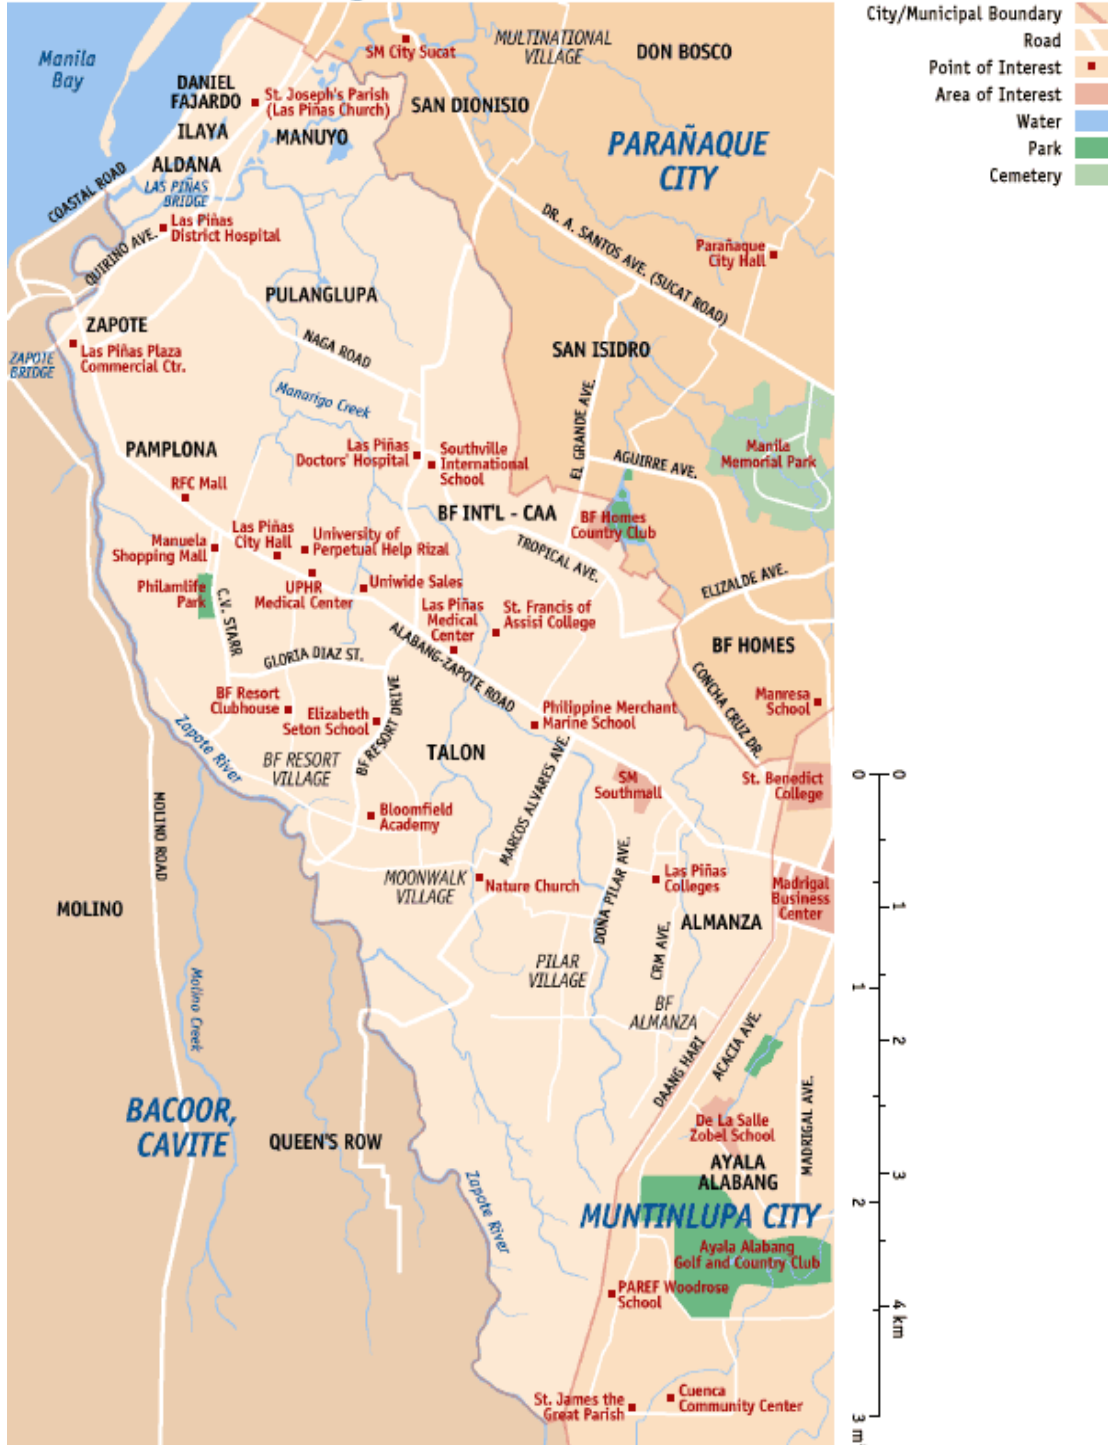 City/Municipal Boundary
Road
Point of Interest
Area of Interest
Water
Park
Cemetery
Manila
Bay
SM City Sucat
MULTINATIONAL
VILLAGE
DON BOSCO
DANIEL
FAJARDO
St. Joseph's Parish
(Las Piñas Church)
SAN DIONISIO
ILAYA
MANUYO
PARAÑAQUE
CITY
ALDANA
LAS PIÑAS
BRIDGE
COASTAL ROAD
Las Piñas
District Hospital
QUIRINO AVE.
DR. A. SANTOS AVE. (SUCAT ROAD)
Parañaque
City Hall
PULANGLUPA
ZAPOTE
ZAPOTE
BRIDGE
Las Piñas Plaza
Commercial Ctr.
NAGA ROAD
SAN ISIDRO
Manarigo Creek
EL GRANDE AVE.
PAMPLONA
Las Piñas
Doctors' Hospital
Southville
International
School
AGUIRRE AVE.
Manila
Memorial Park
RFC Mall
BF INT'L - CAA
BF Homes
Country Club
Las Piñas
City Hall
University of
Perpetual Help Rizal
Manuela
Shopping Mall
TROPICAL AVE.
Philamlife
Park
C.V. STARR
UPHR
Medical Center
Uniwide Sales
ELIZALDE AVE.
Las Piñas
Medical
Center
St. Francis of
Assisi College
BF HOMES
GLORIA DIAZ ST.
ALABANG-ZAPOTE ROAD
CONCHA CRUZ DR.
BF Resort
Clubhouse
Elizabeth
Seton School
BF RESORT DRIVE
Philippine Merchant
Marine School
Manresa
School
Zapote River
BF RESORT
VILLAGE
TALON
MARCOS ALVARES AVE.
SM
Southmall
St. Benedict
College
MOLINO ROAD
Bloomfield
Academy
MOONWALK
VILLAGE
Nature Church
DOÑA PILAR AVE.
Las Piñas
Colleges
Madrigal
Business
Center
MOLINO
ALMANZA
CRM AVE.
PILAR
VILLAGE
Molino Creek
BF
ALMANZA
DAANG HARI
ACACIA AVE.
MADRIGAL AVE.
BACOOR,
CAVITE
QUEEN'S ROW
De La Salle
Zobel School
AYALA
ALABANG
Zapote River
MUNTINLUPA CITY
Ayala Alabang
Golf and Country Club
PAREF Woodrose
School
St. James the
Great Parish
Cuenca
Community Center
0
1
2
3
4 km
0
1
2
3 mi